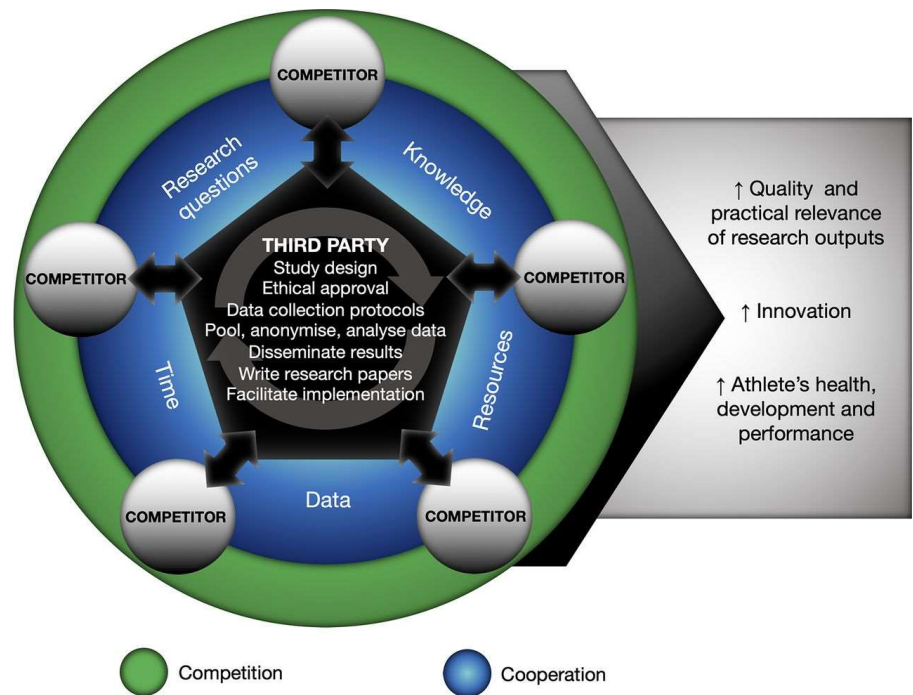 COMPETITOR
Research
questions
Knowledge
COMPETITOR
COMPETITOR
THIRD PARTY
Study design
Ethical approval
Data collection protocols
Pool, anonymise, analyse data
Disseminate results
Write research papers
Facilitate implementation
Time
Resources
Data
COMPETITOR
COMPETITOR
↑ Quality and
practical relevance
of research outputs
↑ Innovation
↑ Athlete's health,
development and
performance
Competition
Cooperation